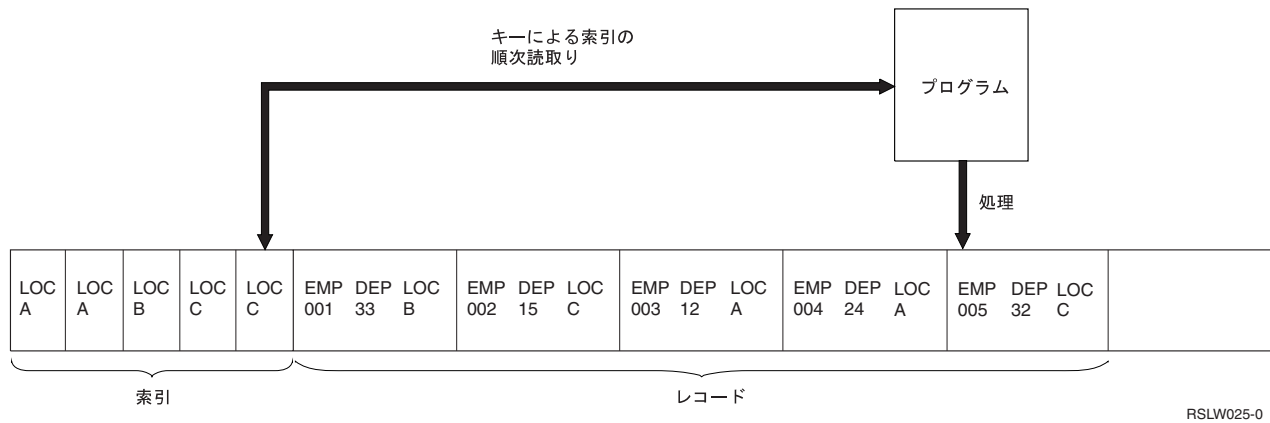 キーによる索引の
順次読取り
プログラム
処理
LOC LOC LOC LOC LOC EMP DEP LOC EMP DEP LOC EMP DEP LOC EMP DEP LOC EMP DEP LOC
A A B C C 001 33 B 002 15 C 003 12 A 004 24 A 005 32 C
索引
レコード
RSLW025-0